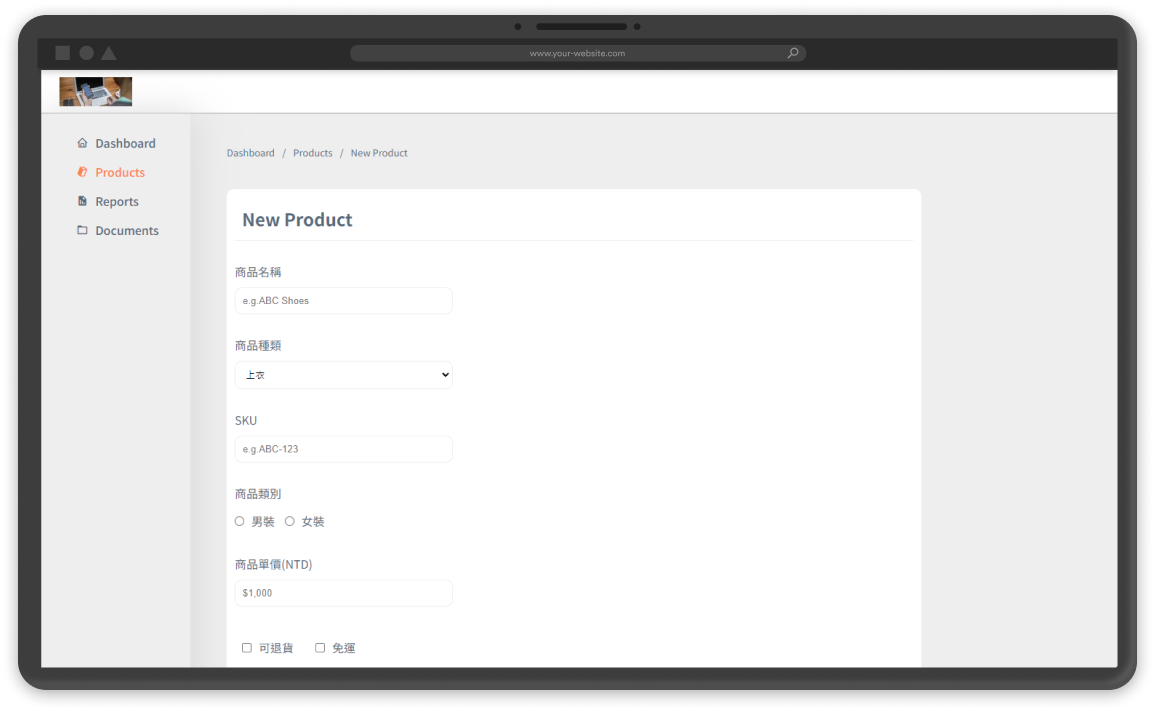 www.your-website.com
Dashboard
Products
Reports
Documents
Dashboard / Products / New Product
New Product
商品名稱
e.g.ABC Shoes
商品種類
上衣
SKU
e.g.ABC-123
商品類別
男裝 女裝
商品單價(NTD)
$1,000
可退貨 免運